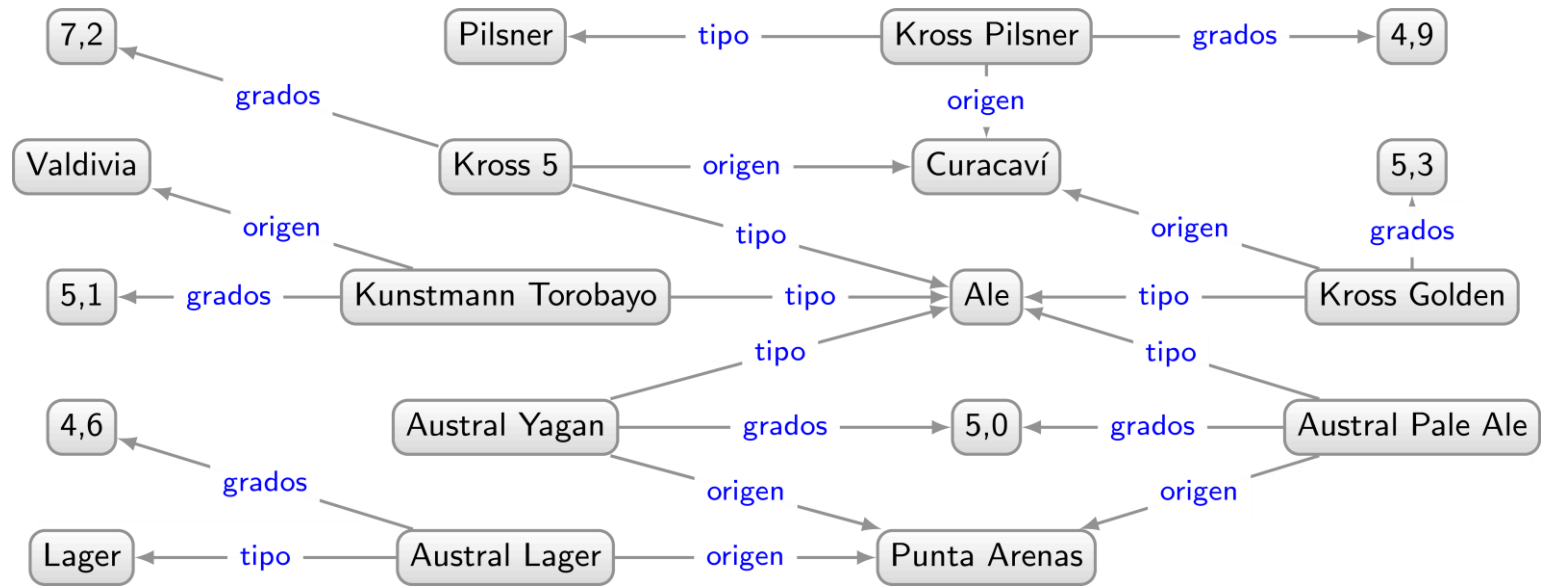 7,2
Pilsner
tipo
Kross Pilsner
grados
4,9
grados
origen
Valdivia
Kross 5
origen
Curacaví
5,3
origen
tipo
origen
grados
5,1
grados
Kunstmann Torobayo
tipo
Ale
tipo
Kross Golden
tipo
tipo
4,6
Austral Yagan
grados
5,0
grados
Austral Pale Ale
grados
origen
origen
Lager
tipo
Austral Lager
origen
Punta Arenas